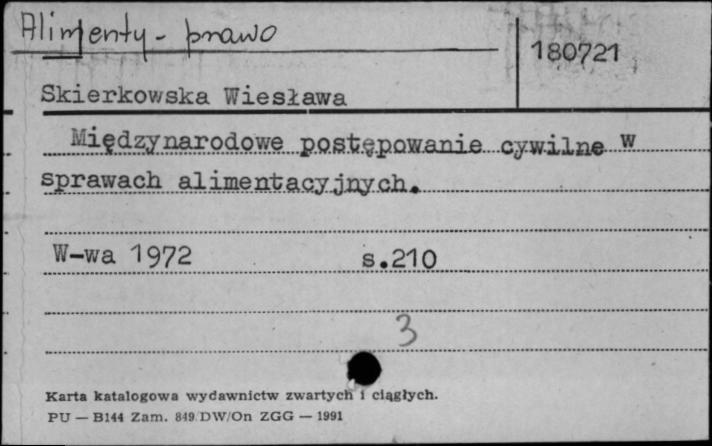 Alimenty - prawo
180721
Skierkowska Wiesława
Międzynarodowe postępowanie cywilne w
sprawach alimentacyjnych.
W-wa 1972 s.210
3
Karta katalogowa wydawnictw zwartych i ciągłych.
PU — B144 Zam. 849/DW/On ZGG — 1991